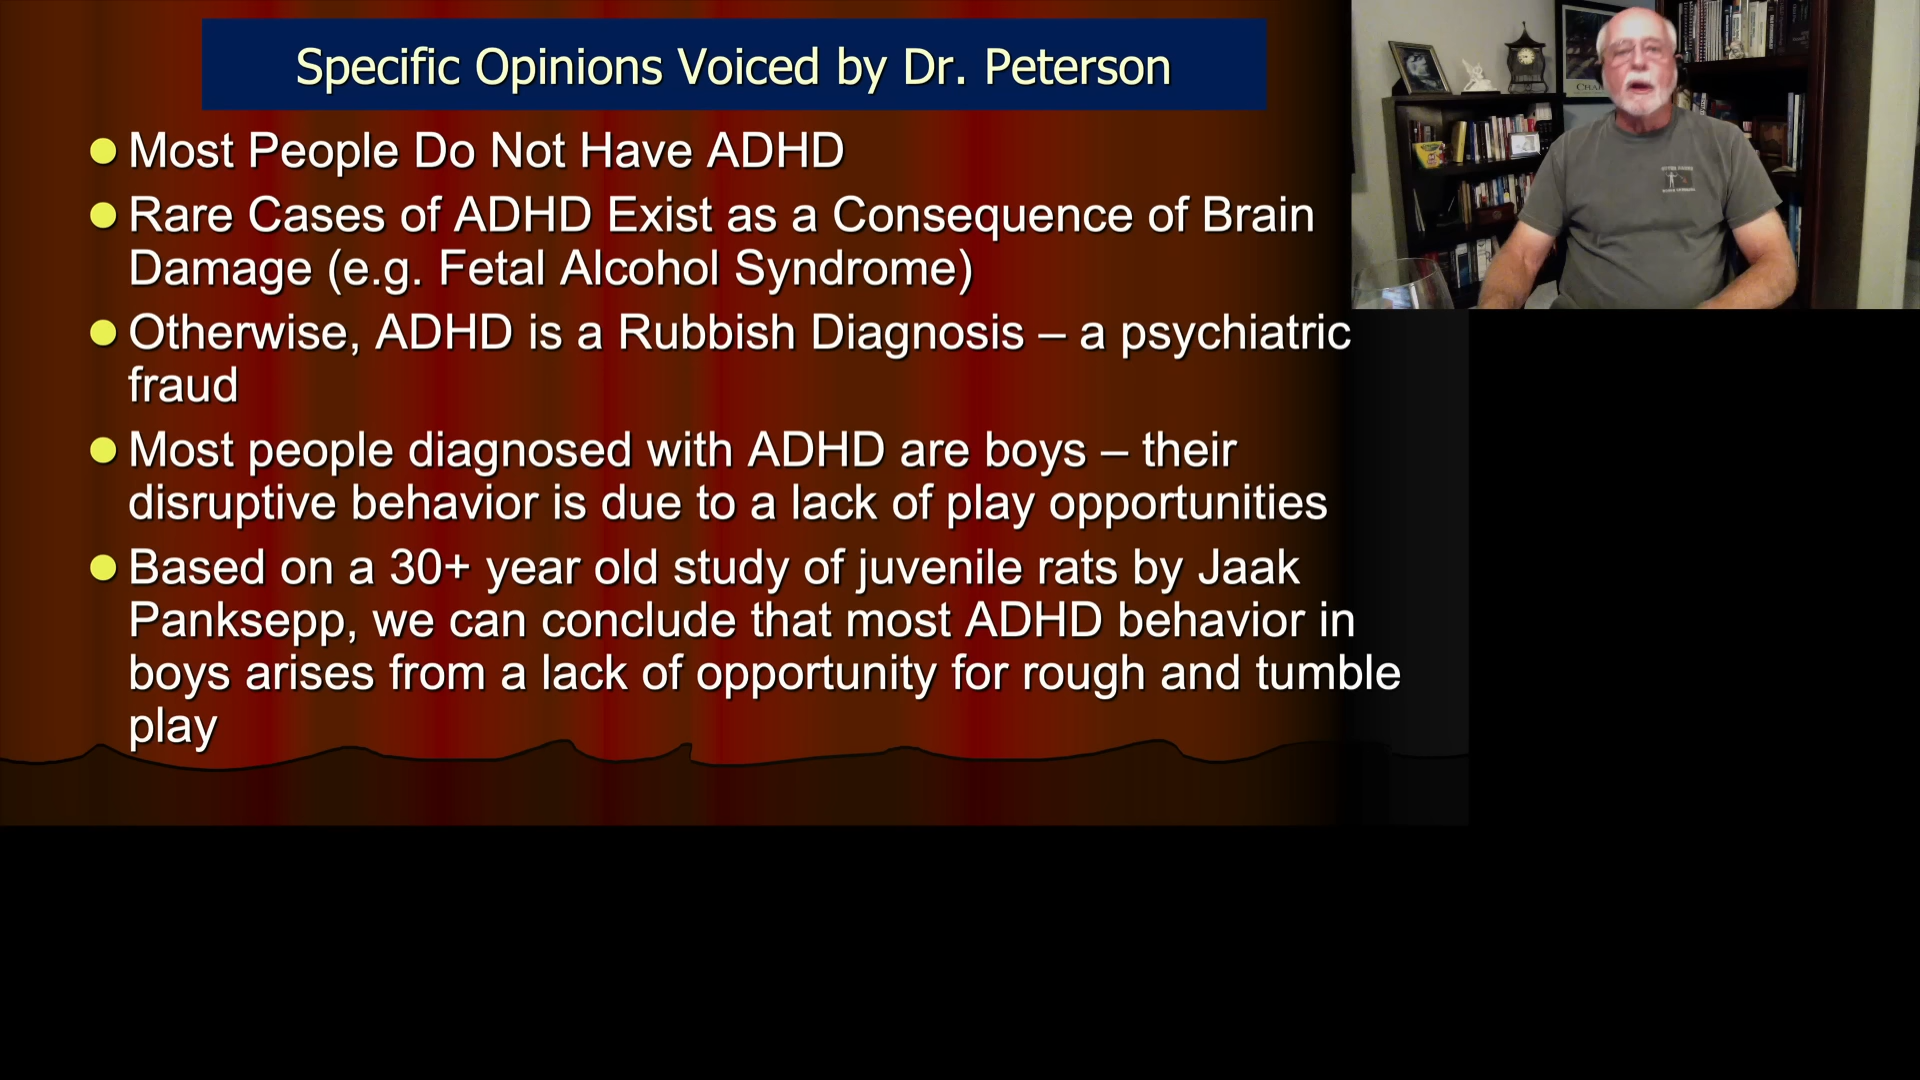 Specific Opinions Voiced by Dr. Peterson
Most People Do Not Have ADHD
Rare Cases of ADHD Exist as a Consequence of Brain
Damage (e.g. Fetal Alcohol Syndrome)
Otherwise, ADHD is a Rubbish Diagnosis – a psychiatric
fraud
Most people diagnosed with ADHD are boys – their
disruptive behavior is due to a lack of play opportunities
Based on a 30+ year old study of juvenile rats by Jaak
Panksepp, we can conclude that most ADHD behavior in
boys arises from a lack of opportunity for rough and tumble
play